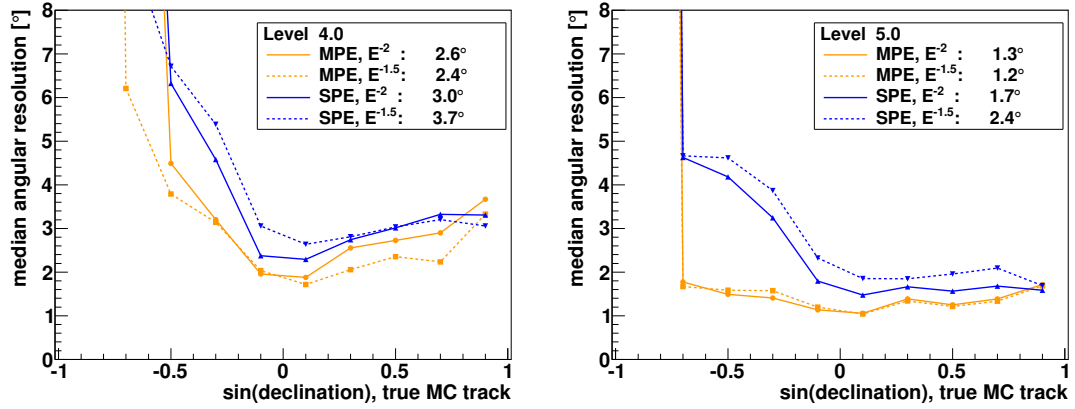 median angular resolution [°]
8
7
6
5
4
3
2
1
0
Level 4.0
MPE, E⁻² : 2.6°
MPE, E⁻¹·⁵: 2.4°
SPE, E⁻² : 3.0°
SPE, E⁻¹·⁵: 3.7°
-1 -0.5 0 0.5 1
sin(declination), true MC track
median angular resolution [°]
8
7
6
5
4
3
2
1
0
Level 5.0
MPE, E⁻² : 1.3°
MPE, E⁻¹·⁵: 1.2°
SPE, E⁻² : 1.7°
SPE, E⁻¹·⁵: 2.4°
-1 -0.5 0 0.5 1
sin(declination), true MC track